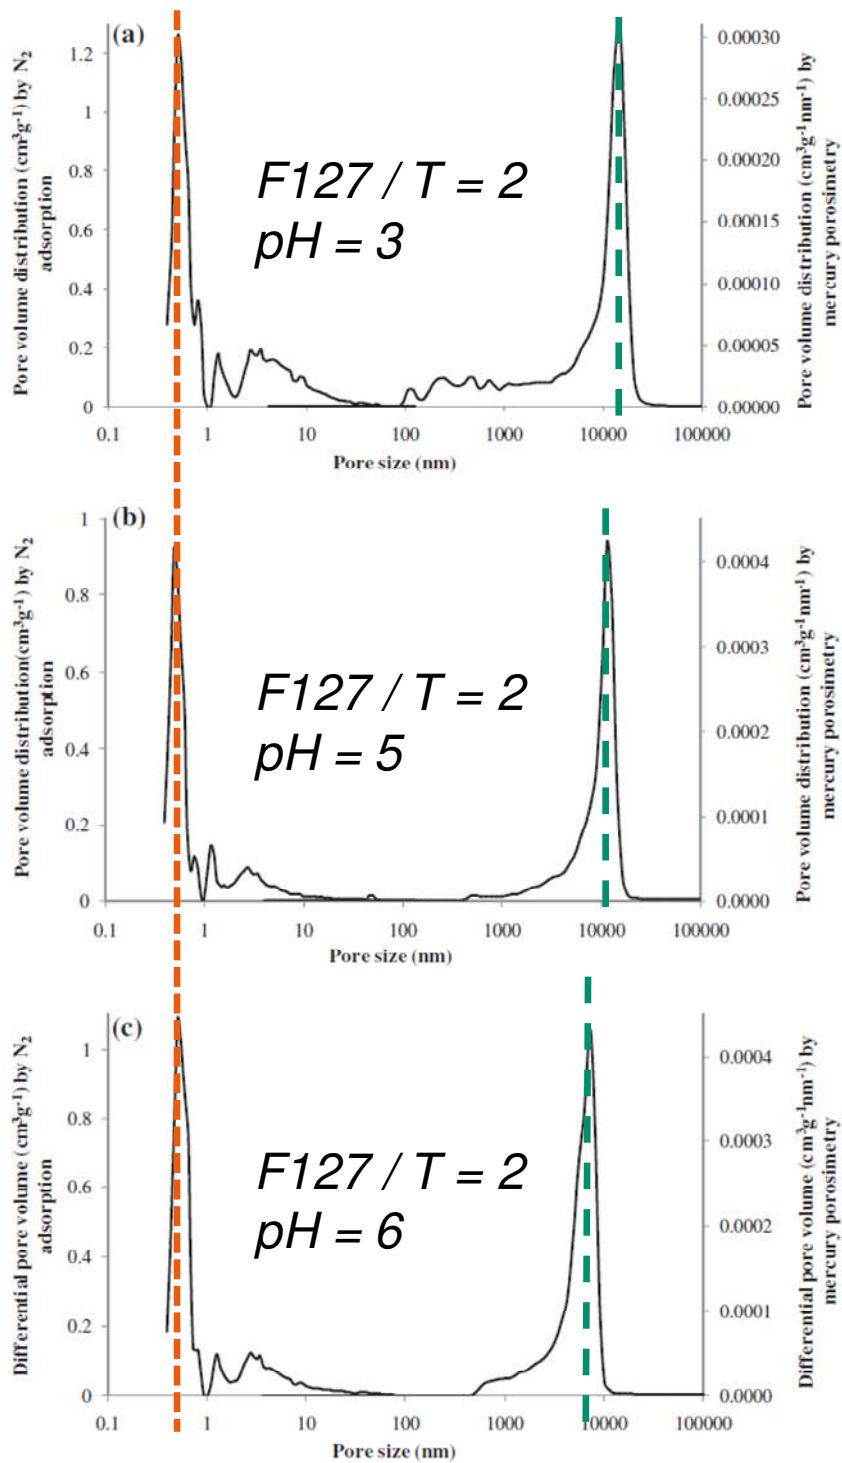 (a)
Pore volume distribution (cm³g⁻¹) by N₂
adsorption
1.2
1
0.8
0.6
0.4
0.2
0
F127 / T = 2
pH = 3
0.00030
0.00025
0.00020
0.00015
0.00010
0.00005
0.00000
Pore volume distribution (cm³g⁻¹nm⁻¹) by
mercury porosimetry
0.1 1 10 100 1000 10000 100000
Pore size (nm)
(b)
Pore volume distribution(cm³g⁻¹) by N₂
adsorption
1
0.8
0.6
0.4
0.2
0
F127 / T = 2
pH = 5
0.0004
0.0003
0.0002
0.0001
0.0000
Pore volume distribution (cm³g⁻¹nm⁻¹) by
mercury porosimetry
0.1 1 10 100 1000 10000 100000
Pore size (nm)
(c)
Differential pore volume (cm³g⁻¹) by N₂
adsorption
1
0.8
0.6
0.4
0.2
0
F127 / T = 2
pH = 6
0.0004
0.0003
0.0002
0.0001
0.0000
Differential pore volume (cm³g⁻¹nm⁻¹) by
mercury porosimetry
0.1 1 10 100 1000 10000 100000
Pore size (nm)